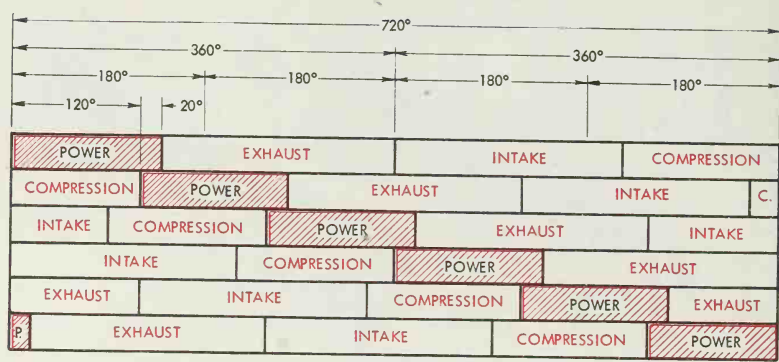 720°
360° 360°
180° 180° 180° 180°
120° 20°
POWER EXHAUST INTAKE COMPRESSION
COMPRESSION POWER EXHAUST INTAKE C.
INTAKE COMPRESSION POWER EXHAUST INTAKE
INTAKE COMPRESSION POWER EXHAUST
EXHAUST INTAKE COMPRESSION POWER EXHAUST
P. EXHAUST INTAKE COMPRESSION POWER